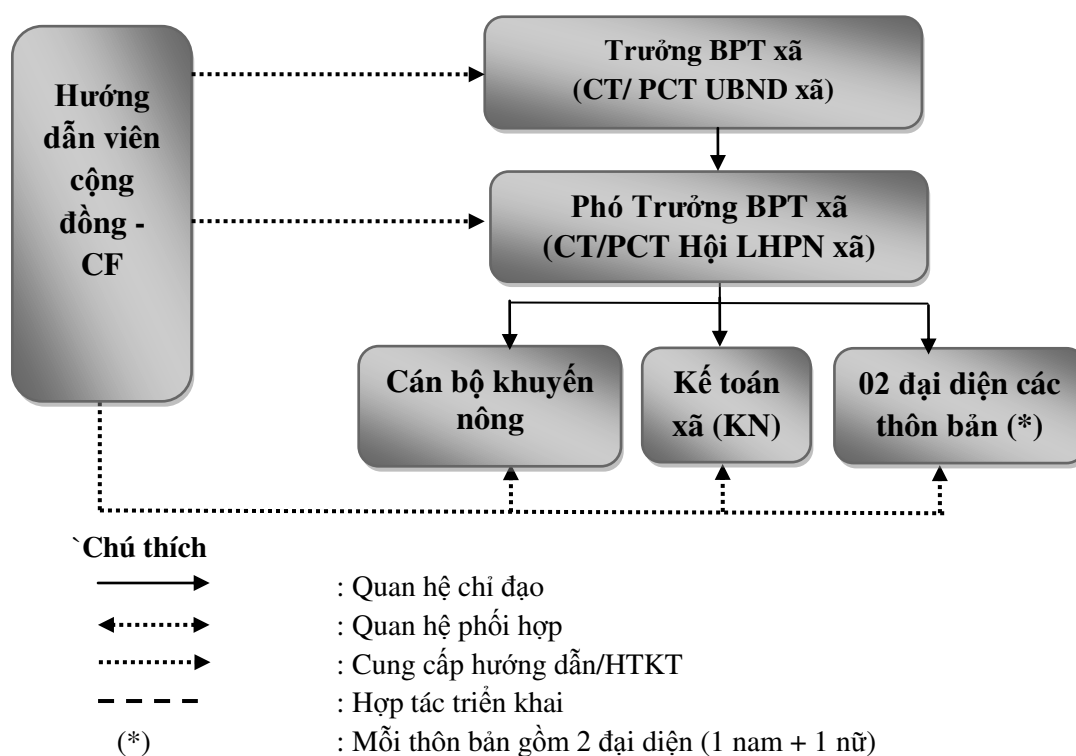 Hướng
dẫn viên
cộng
đồng -
CF
Trưởng BPT xã
(CT/ PCT UBND xã)
Phó Trưởng BPT xã
(CT/PCT Hội LHPN xã)
Cán bộ khuyến
nông
Kế toán
xã (KN)
02 đại diện các
thôn bản (*)
`Chú thích
: Quan hệ chỉ đạo
: Quan hệ phối hợp
: Cung cấp hướng dẫn/HTKT
: Hợp tác triển khai
(*) : Mỗi thôn bản gồm 2 đại diện (1 nam + 1 nữ)